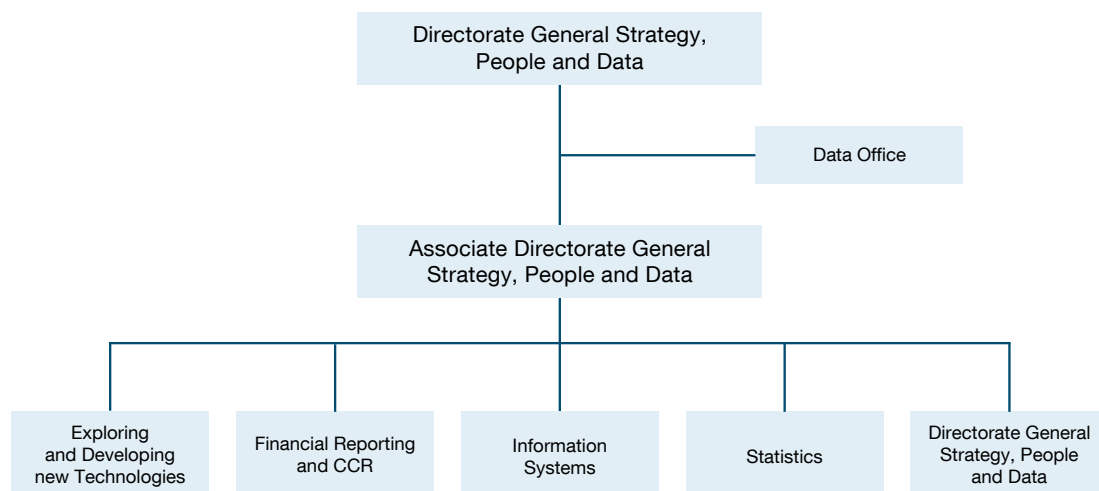 Directorate General Strategy,
People and Data
Data Office
Associate Directorate General
Strategy, People and Data
Exploring
and Developing
new Technologies
Financial Reporting
and CCR
Information
Systems
Statistics
Directorate General
Strategy, People
and Data